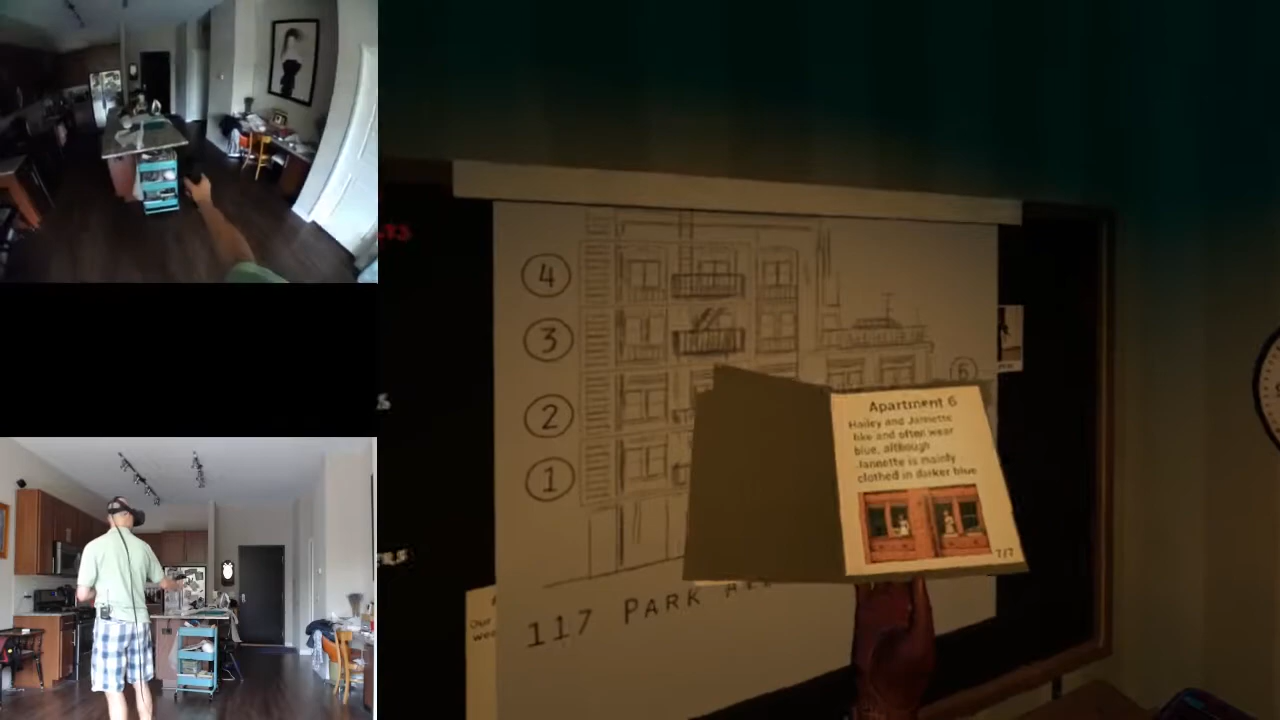 4
3
2
1
6
117 PARK
Apartment 6
Hailey and Jannette
like and often wear
blue, although
Jannette is mainly
clothed in darker blue
7/7
Our